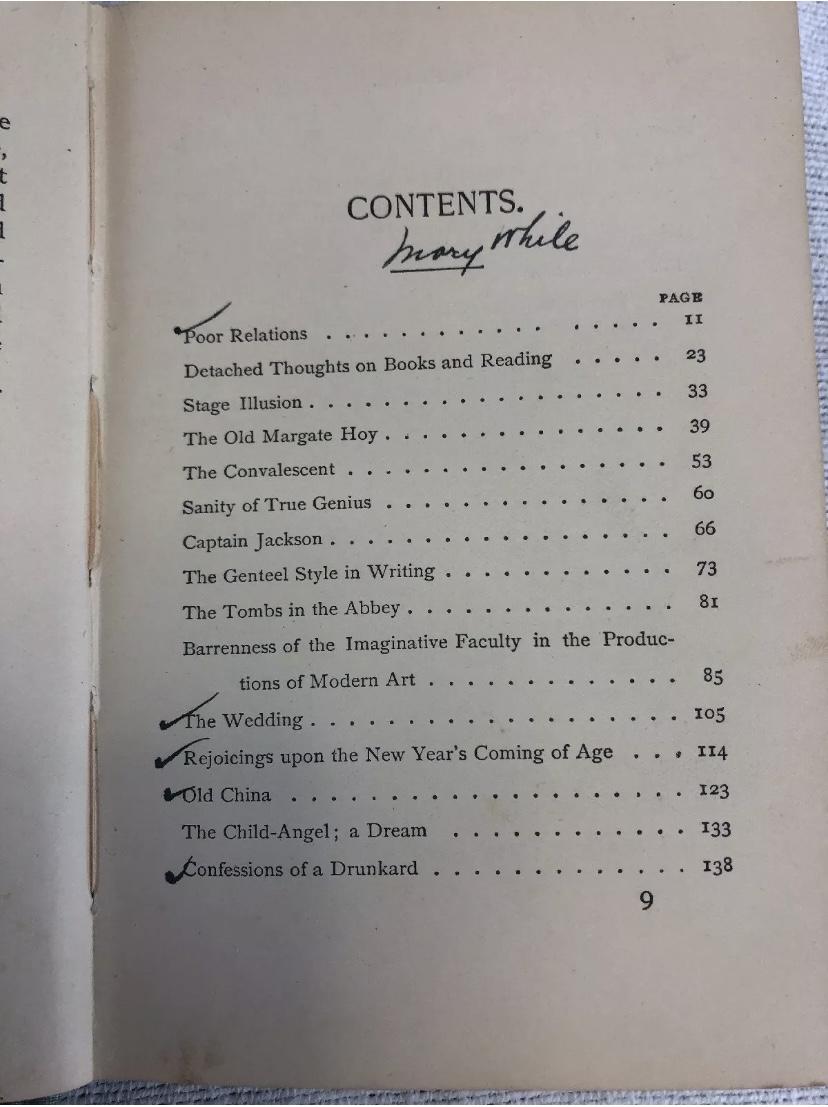 CONTENTS.
Mary White
PAGE
Poor Relations . . . . . . . . . . . . . . . . . 11
Detached Thoughts on Books and Reading . . . . . 23
Stage Illusion . . . . . . . . . . . . . . . . . . . 33
The Old Margate Hoy . . . . . . . . . . . . . . . 39
The Convalescent . . . . . . . . . . . . . . . . . 53
Sanity of True Genius . . . . . . . . . . . . . . . 60
Captain Jackson . . . . . . . . . . . . . . . . . . 66
The Genteel Style in Writing . . . . . . . . . . . . 73
The Tombs in the Abbey . . . . . . . . . . . . . . 81
Barrenness of the Imaginative Faculty in the Produc-
tions of Modern Art . . . . . . . . . . . . . 85
The Wedding . . . . . . . . . . . . . . . . . . . 105
Rejoicings upon the New Year's Coming of Age . . . 114
Old China . . . . . . . . . . . . . . . . . . . . 123
The Child-Angel; a Dream . . . . . . . . . . . . 133
Confessions of a Drunkard . . . . . . . . . . . . . 138
9